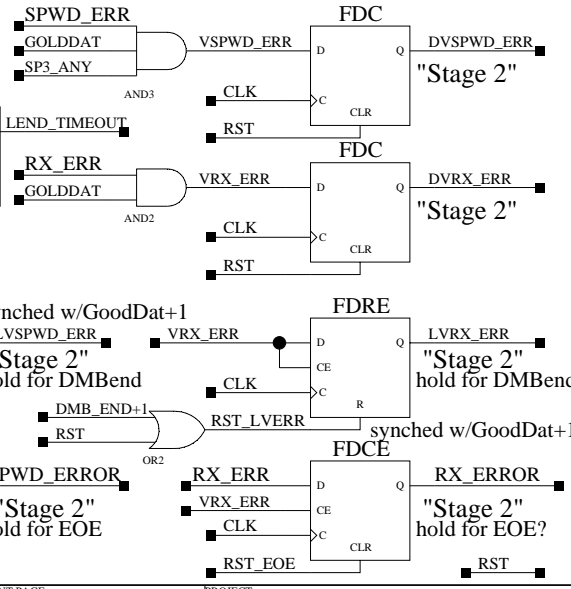 SPWD_ERR
FDC
GOLDDAT
VSPWD_ERR
D
Q
DVSPWD_ERR
SP3_ANY
"Stage 2"
AND3
CLK
C
CLR
LEND_TIMEOUT
RST
FDC
RX_ERR
GOLDDAT
VRX_ERR
D
Q
DVRX_ERR
AND2
"Stage 2"
CLK
C
CLR
RST
ynched w/GoodDat+1
FDRE
LVSPWD_ERR
VRX_ERR
D
Q
LVRX_ERR
Stage 2"
CE
"Stage 2"
old for DMBend
CLK
C
hold for DMBend
DMB_END+1
R
RST
RST_LVERR
synched w/GoodDat+1
OR2
FDCE
PWD_ERROR
RX_ERR
D
Q
RX_ERROR
"Stage 2"
VRX_ERR
CE
"Stage 2"
old for EOE
CLK
C
hold for EOE?
CLR
RST_EOE
RST